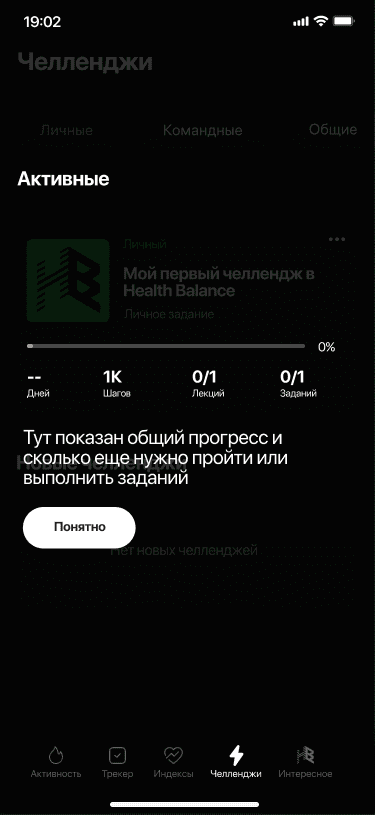 19:02
Челленджи
Личные
Командные
Общие
Активные
Личный
Мой первый челлендж в
Health Balance
Личное задание
0%
-- 1K 0/1 0/1
Дней Шагов Лекций Заданий
Тут показан общий прогресс и
Новые челленджи
сколько еще нужно пройти или
выполнить заданий
Понятно
Нет новых челленджей
Активность Трекер Индексы Челленджи Интересное